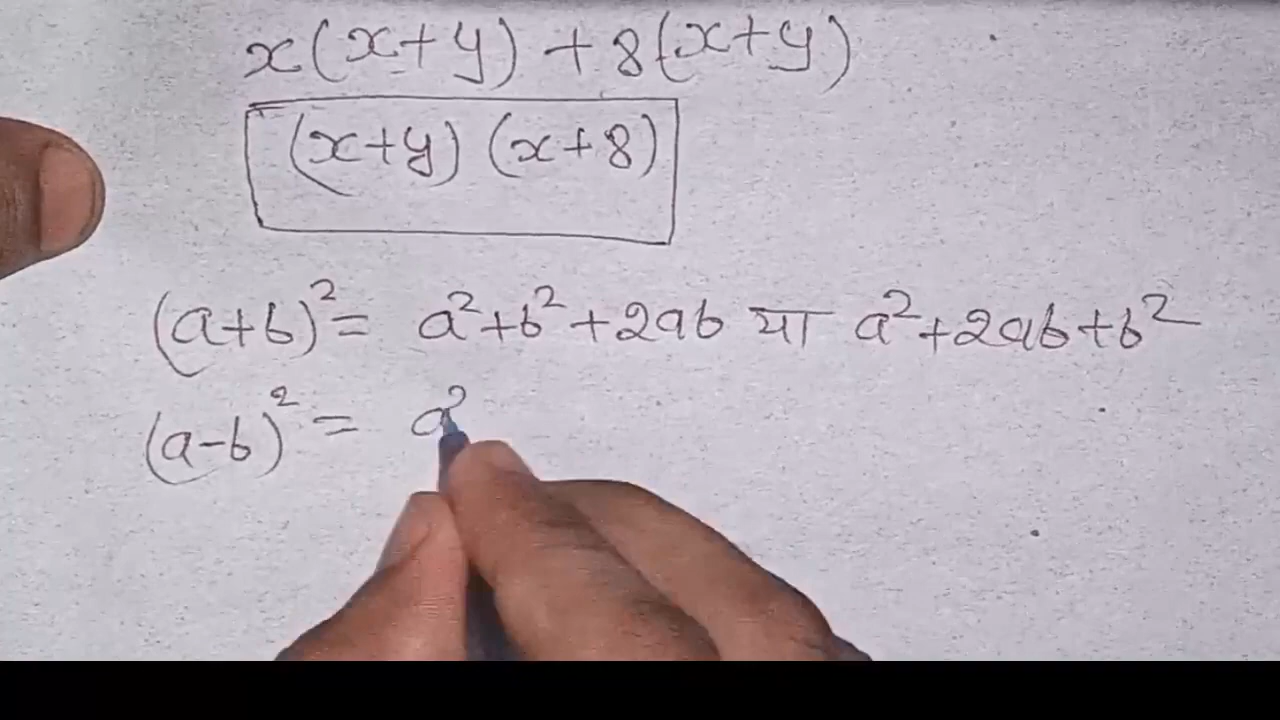 x(x+y) + 8(x+y)
(x+y) (x+8)
(a+b)² = a²+b²+2ab या a²+2ab+b²
(a-b)² = a²